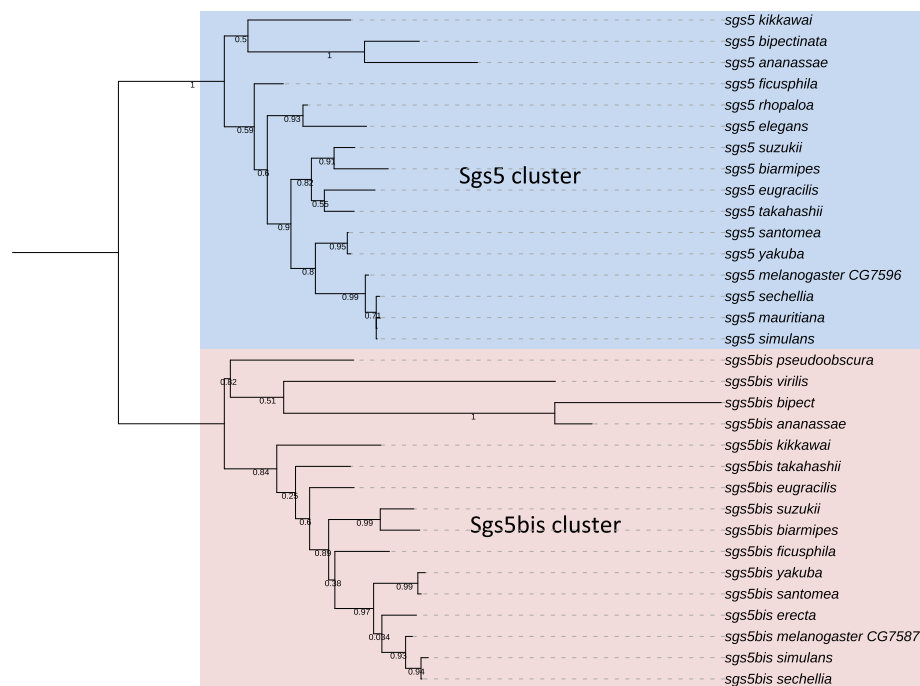 sgs5 kikkawai
0.5
sgs5 bipectinata
1
sgs5 ananassae
1
sgs5 ficusphila
sgs5 rhopaloa
0.93
sgs5 elegans
0.59
sgs5 suzukii
0.91
sgs5 biarmipes
0.6
Sgs5 cluster
0.82
sgs5 eugracilis
0.55
sgs5 takahashii
0.9
sgs5 santomea
0.95
sgs5 yakuba
0.8
sgs5 melanogaster CG7596
0.99
sgs5 sechellia
0.71
sgs5 mauritiana
sgs5 simulans
sgs5bis pseudoobscura
0.82
sgs5bis virilis
0.51
sgs5bis bipect
1
sgs5bis ananassae
sgs5bis kikkawai
0.84
sgs5bis takahashii
0.25
sgs5bis eugracilis
sgs5bis suzukii
0.6
0.99
Sgs5bis cluster
sgs5bis biarmipes
0.89
sgs5bis ficusphila
sgs5bis yakuba
0.38
0.99
sgs5bis santomea
0.97
sgs5bis erecta
0.034
sgs5bis melanogaster CG7587
0.93
sgs5bis simulans
0.94
sgs5bis sechellia